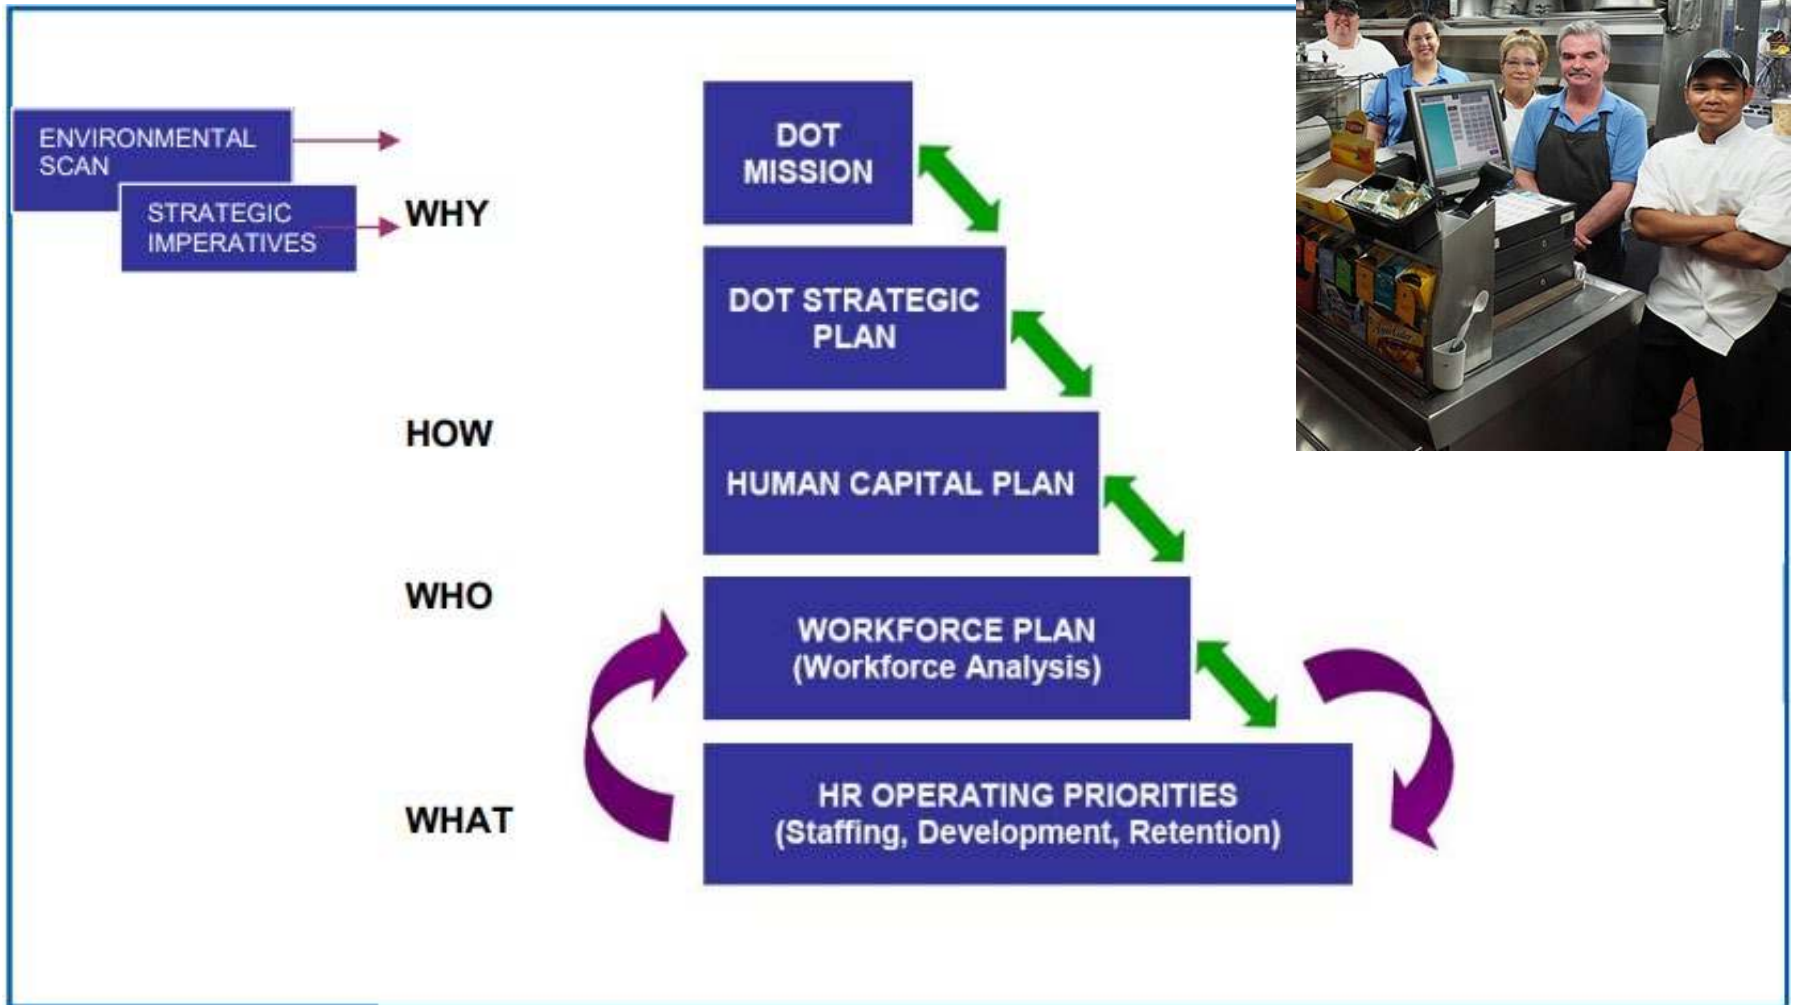 ENVIRONMENTAL
SCAN
STRATEGIC
IMPERATIVES
WHY
HOW
WHO
WHAT
DOT
MISSION
DOT STRATEGIC
PLAN
HUMAN CAPITAL PLAN
WORKFORCE PLAN
(Workforce Analysis)
HR OPERATING PRIORITIES
(Staffing, Development, Retention)